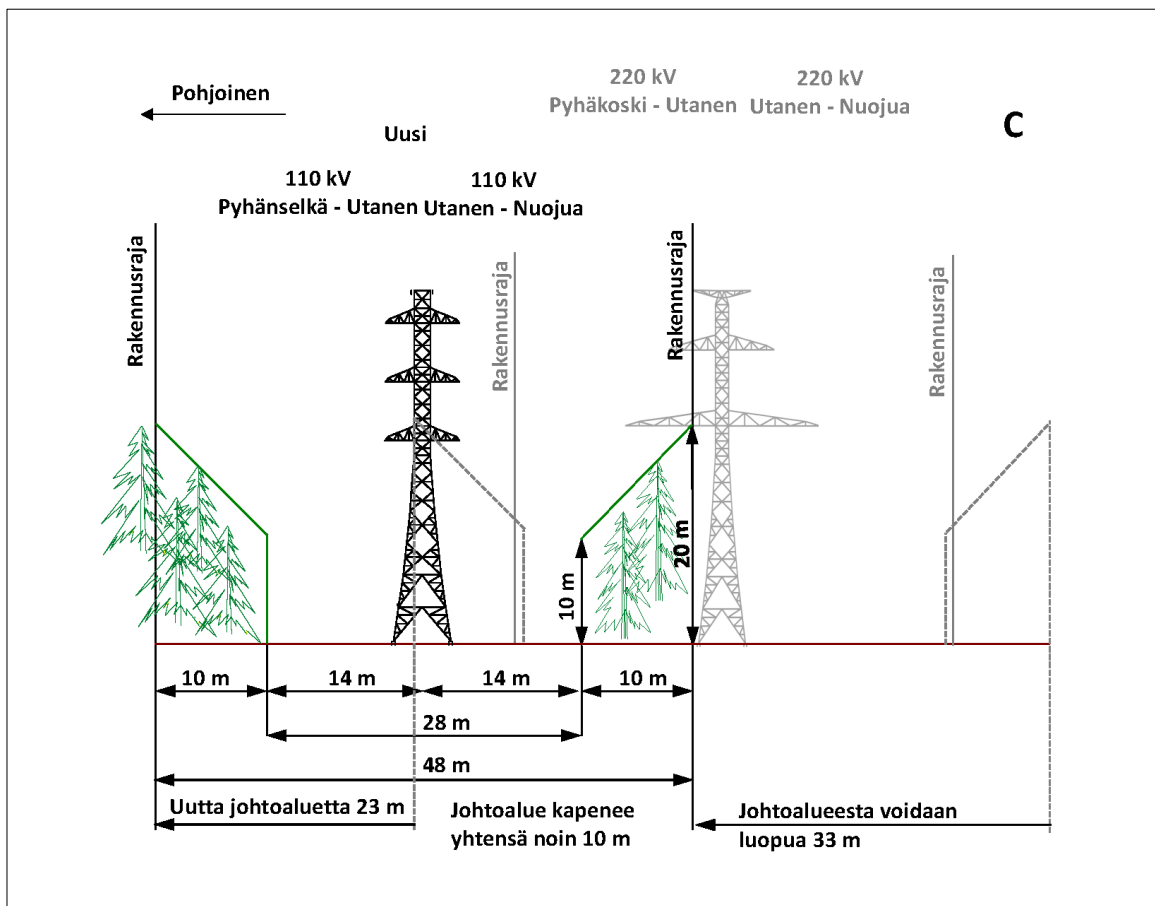 220 kV
Pyhäkoski - Utanen
220 kV
Utanen - Nuojua
C
Pohjoinen
Uusi
110 kV
Pyhänselkä - Utanen
110 kV
Utanen - Nuojua
Rakennusraja
Rakennusraja
Rakennusraja
Rakennusraja
10 m
20 m
10 m
14 m
14 m
10 m
28 m
48 m
Uutta johtoaluetta 23 m
Johtoalue kapenee
yhtensä noin 10 m
Johtoalueesta voidaan
luopua 33 m